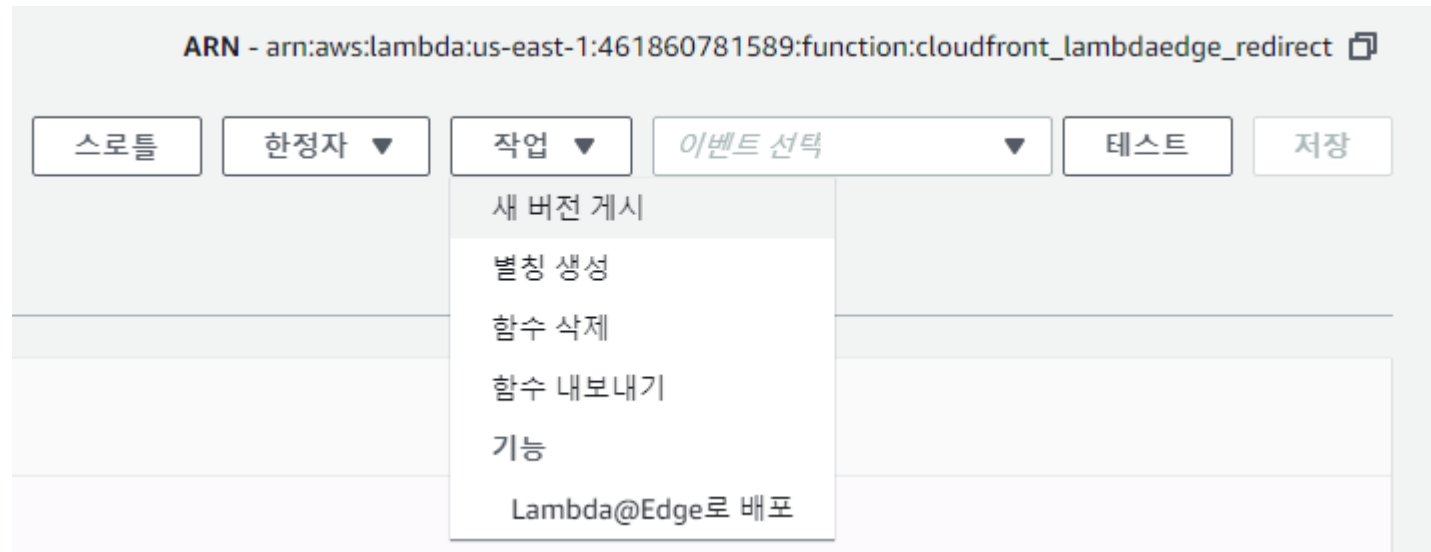 ARN - arn:aws:lambda:us-east-1:461860781589:function:cloudfront_lambdaedge_redirect
스로틀 한정자 작업 이벤트 선택 테스트 저장
새 버전 게시
별칭 생성
함수 삭제
함수 내보내기
기능
Lambda@Edge로 배포